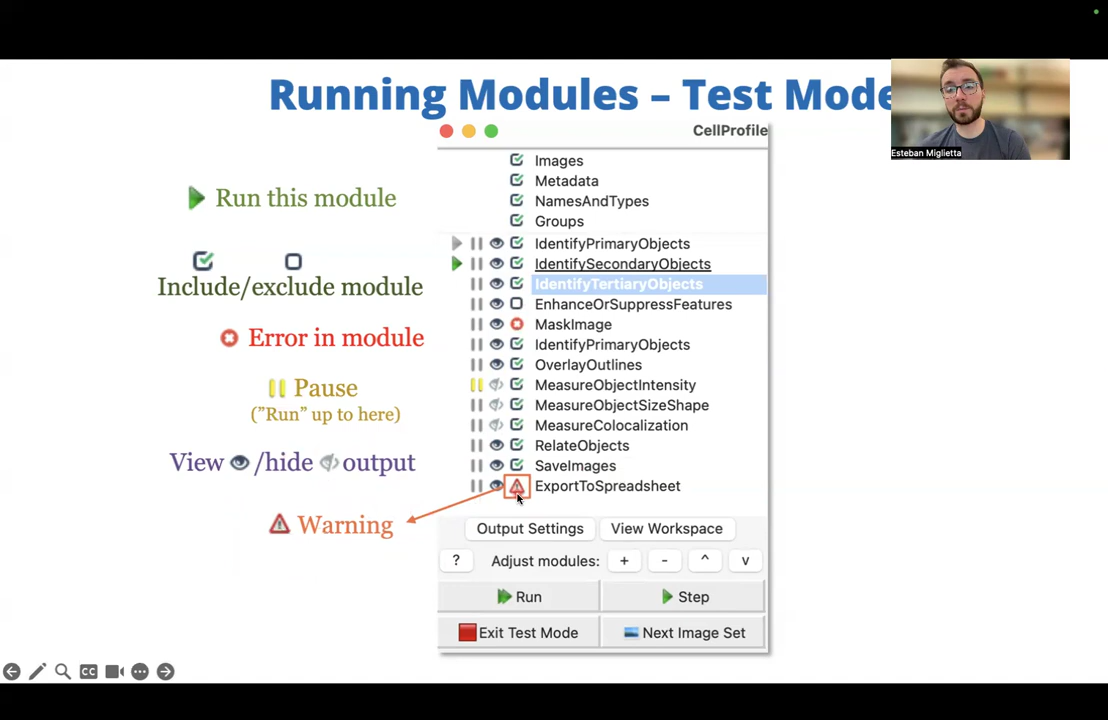 Running Modules – Test Mode
Esteban Miglietta
CellProfile
Images
Metadata
NamesAndTypes
Groups
IdentifyPrimaryObjects
IdentifySecondaryObjects
IdentifyTertiaryObjects
EnhanceOrSuppressFeatures
MaskImage
IdentifyPrimaryObjects
OverlayOutlines
MeasureObjectIntensity
MeasureObjectSizeShape
MeasureColocalization
RelateObjects
SaveImages
ExportToSpreadsheet
Output Settings View Workspace
? Adjust modules: + - ^ v
Run Step
Exit Test Mode Next Image Set
Run this module
Include/exclude module
Error in module
Pause
("Run" up to here)
View /hide output
Warning
CC